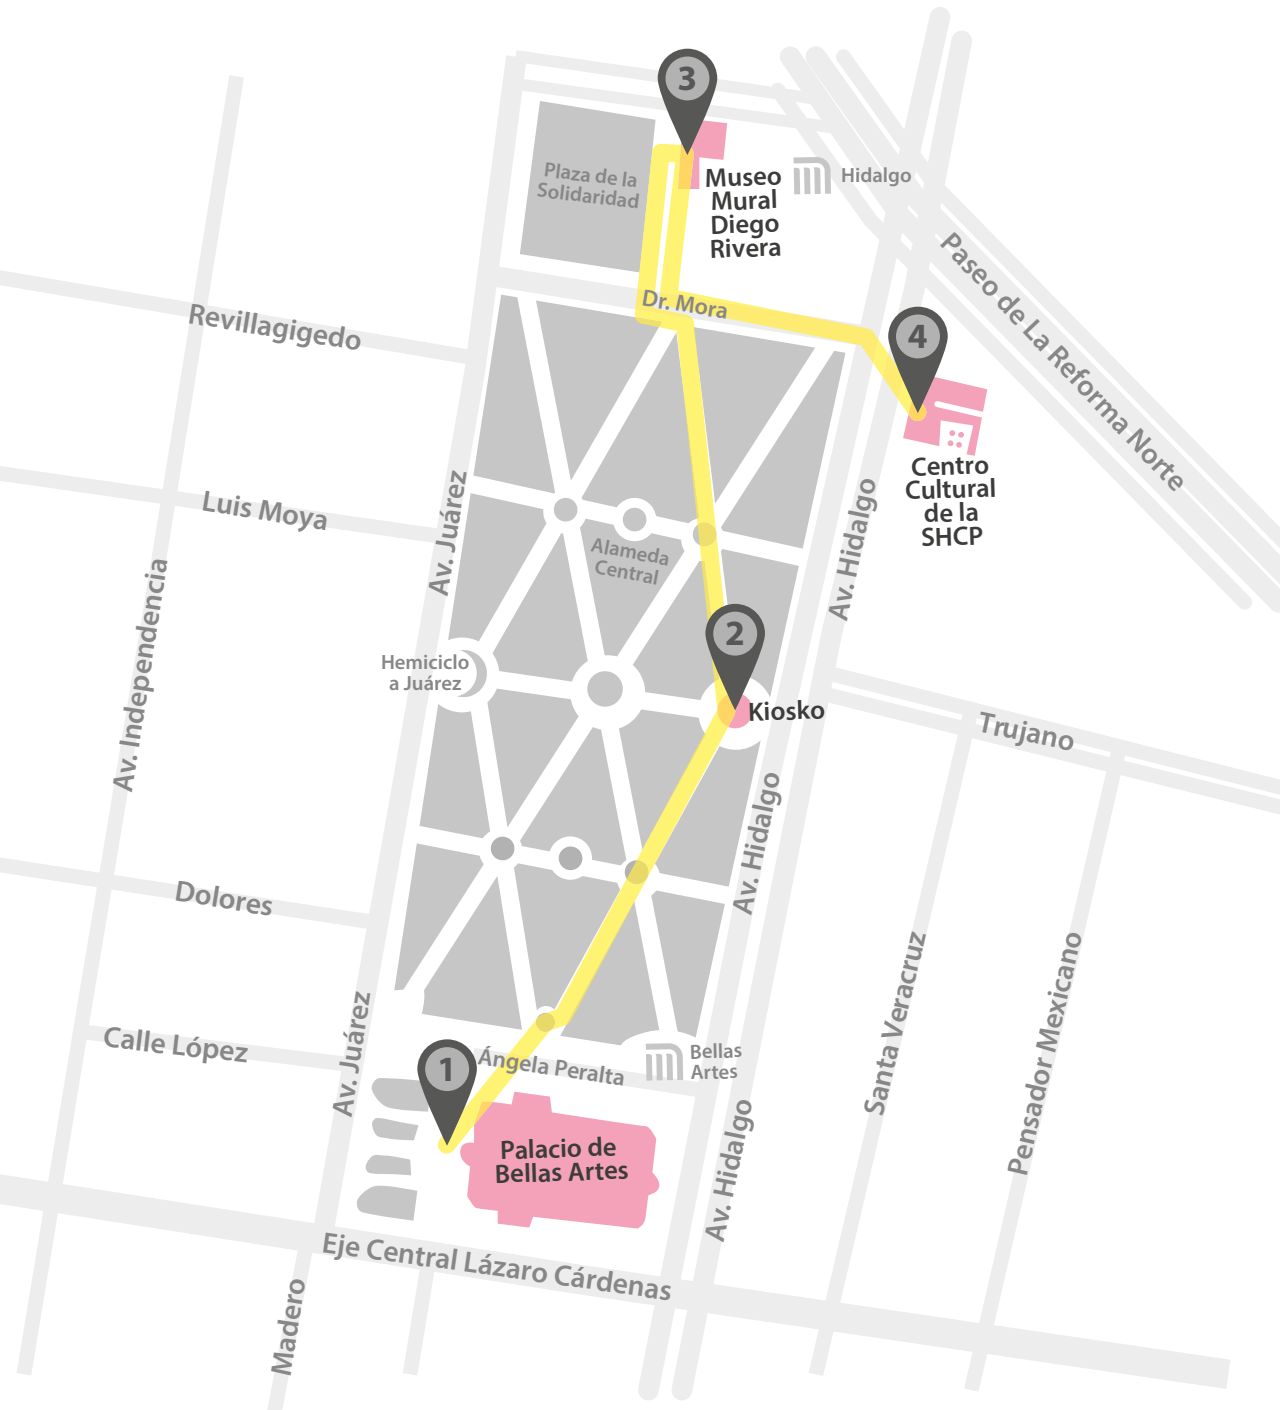 3
Plaza de la
Solidaridad
Museo
Mural
Diego
Rivera
Hidalgo
Paseo de La Reforma Norte
Revillagigedo
Dr. Mora
4
Centro
Cultural
de la
SHCP
Luis Moya
Av. Juárez
Alameda
Central
Av. Hidalgo
Av. Independencia
Hemiciclo
a Juárez
2
Kiosko
Trujano
Av. Hidalgo
Dolores
Santa Veracruz
Pensador Mexicano
Calle López
Av. Juárez
1
Ángela Peralta
Bellas
Artes
Palacio de
Bellas Artes
Av. Hidalgo
Eje Central Lázaro Cárdenas
Madero